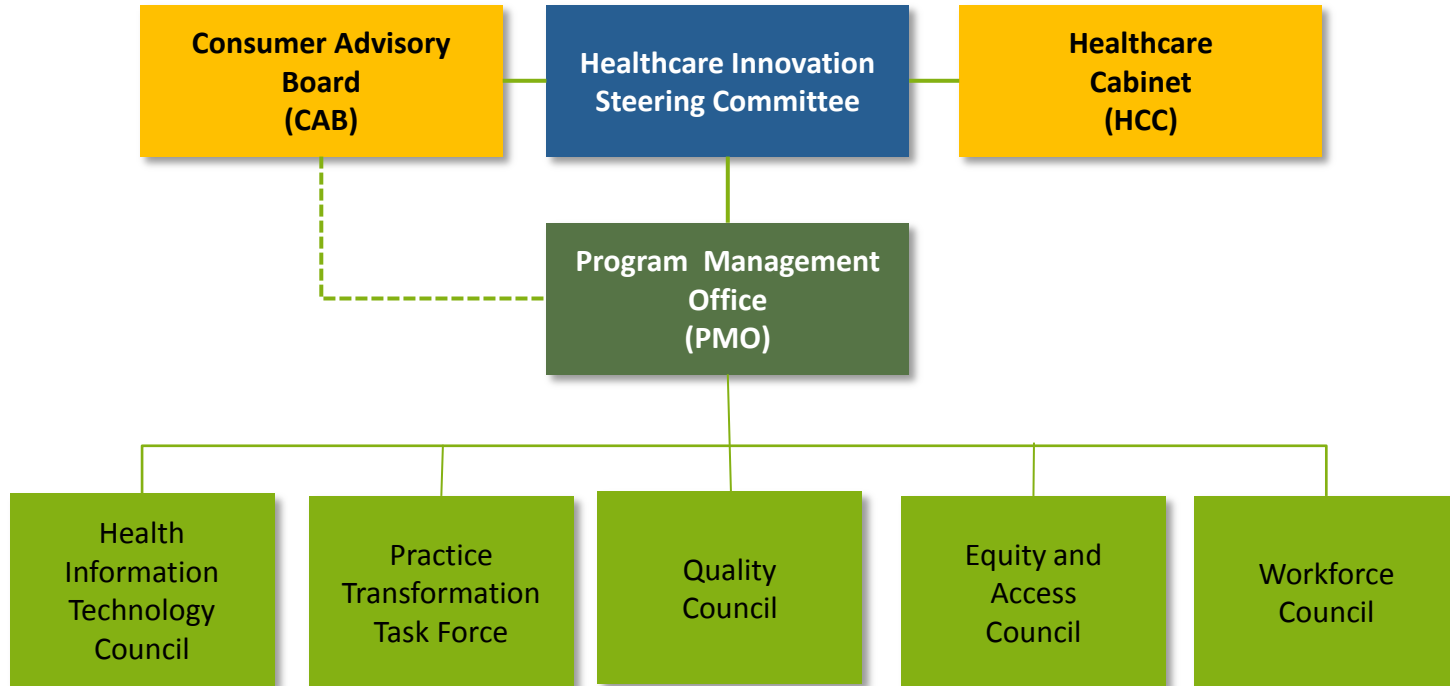 Consumer Advisory
Board
(CAB)
Healthcare Innovation
Steering Committee
Healthcare
Cabinet
(HCC)
Program  Management
Office
(PMO)
Health
Information
Technology
Council
Practice
Transformation
Task Force
Quality
Council
Equity and
Access
Council
Workforce
Council